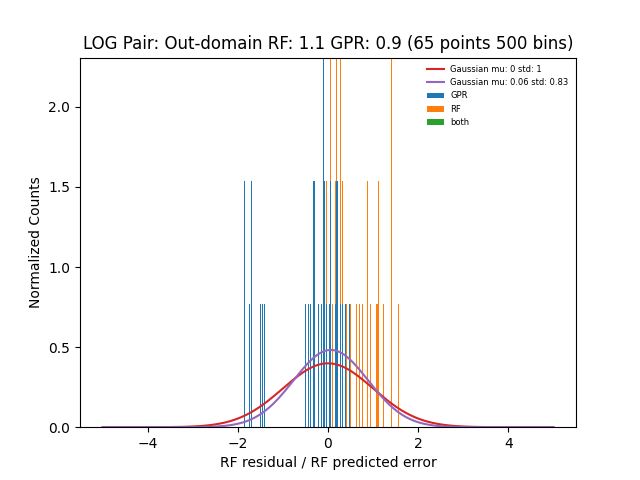 LOG Pair: Out-domain RF: 1.1 GPR: 0.9 (65 points 500 bins)
Gaussian mu: 0 std: 1
Gaussian mu: 0.06 std: 0.83
GPR
RF
both
Normalized Counts
2.0
1.5
1.0
0.5
0.0
−4
−2
0
2
4
RF residual / RF predicted error